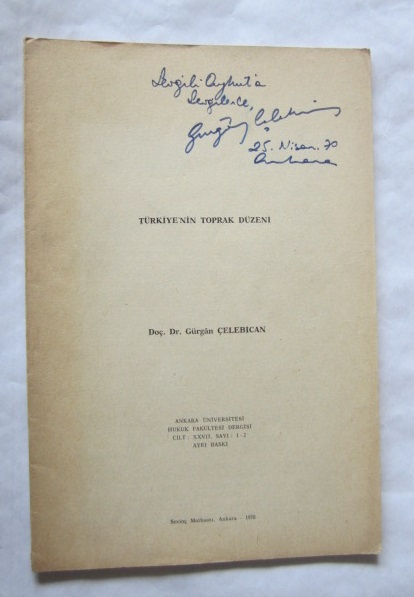 Sevgili Aykut'a
Sevgilerle,
Gürgân Çelebican
25. Nisan. 70
Ankara
TÜRKİYE'NİN TOPRAK DÜZENİ
Doç. Dr. Gürgân ÇELEBİCAN
ANKARA ÜNİVERSİTESİ
HUKUK FAKÜLTESİ DERGİSİ
CİLT : XXVII, SAYI : 1-2
AYRI BASKI
Sevinç Matbaası, Ankara - 1970